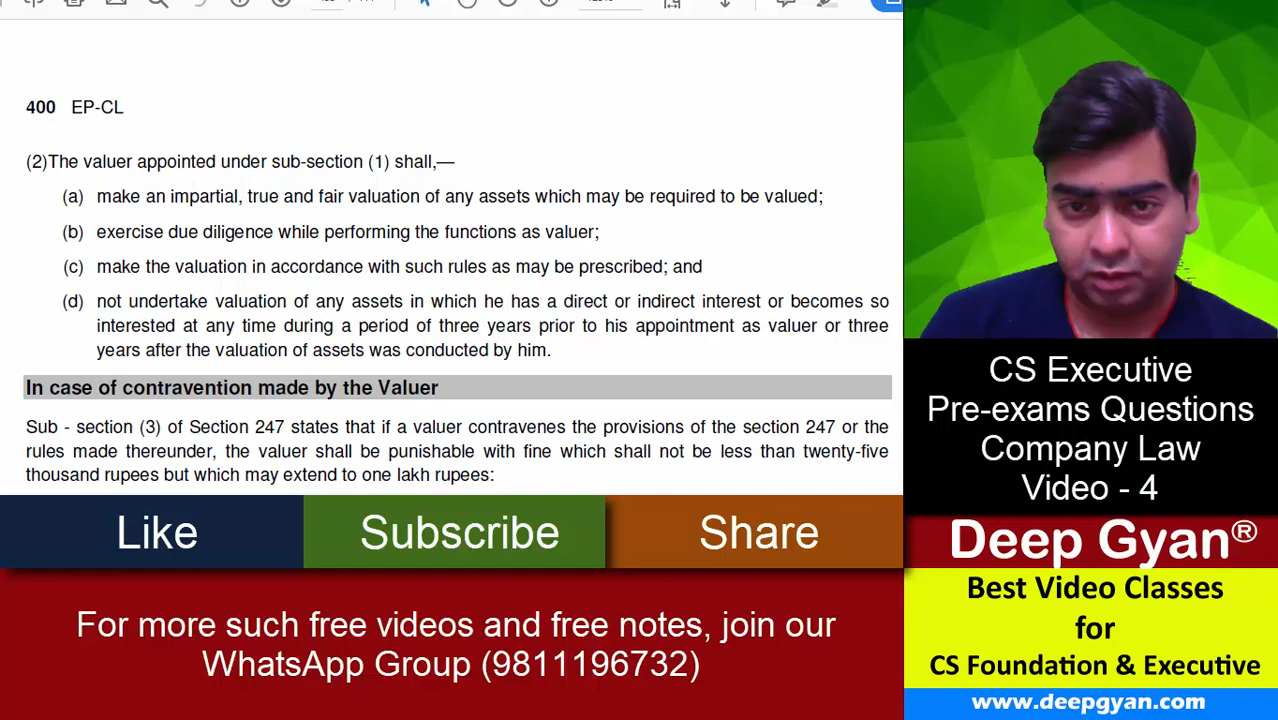 400 EP-CL
(2)The valuer appointed under sub-section (1) shall,—
(a) make an impartial, true and fair valuation of any assets which may be required to be valued;
(b) exercise due diligence while performing the functions as valuer;
(c) make the valuation in accordance with such rules as may be prescribed; and
(d) not undertake valuation of any assets in which he has a direct or indirect interest or becomes so
interested at any time during a period of three years prior to his appointment as valuer or three
years after the valuation of assets was conducted by him.
In case of contravention made by the Valuer
Sub - section (3) of Section 247 states that if a valuer contravenes the provisions of the section 247 or the
rules made thereunder, the valuer shall be punishable with fine which shall not be less than twenty-five
thousand rupees but which may extend to one lakh rupees:
Like
Subscribe
Share
For more such free videos and free notes, join our
WhatsApp Group (9811196732)
CS Executive
Pre-exams Questions
Company Law
Video - 4
Deep Gyan®
Best Video Classes
for
CS Foundation & Executive
www.deepgyan.com